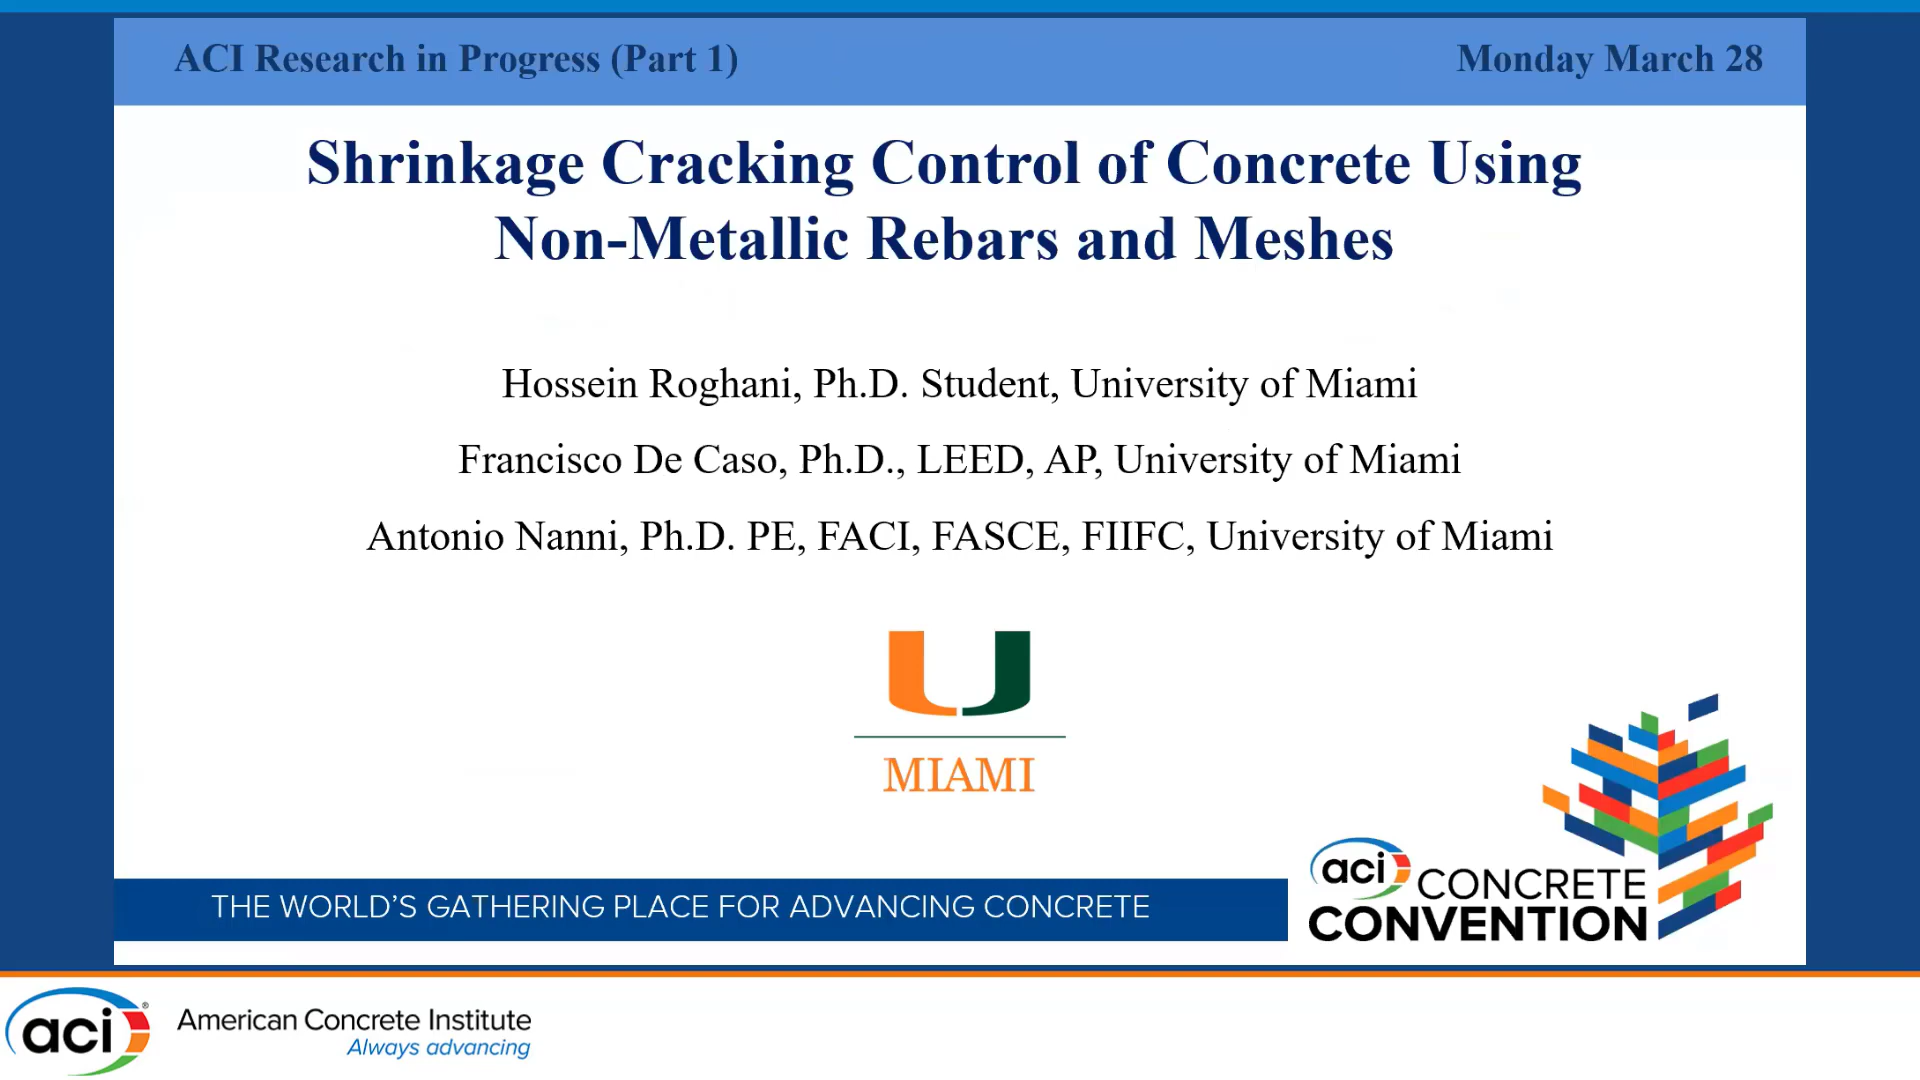 ACI Research in Progress (Part 1)
Monday March 28
Shrinkage Cracking Control of Concrete Using
Non-Metallic Rebars and Meshes
Hossein Roghani, Ph.D. Student, University of Miami
Francisco De Caso, Ph.D., LEED, AP, University of Miami
Antonio Nanni, Ph.D. PE, FACI, FASCE, FIIFC, University of Miami
U
MIAMI
THE WORLD'S GATHERING PLACE FOR ADVANCING CONCRETE
aci CONCRETE
CONVENTION
aci®
American Concrete Institute
Always advancing